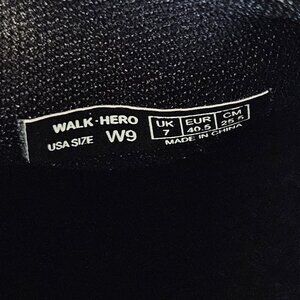 WALK·HERO UK EUR CM
USA SIZE W9 7 40.5 25.5
MADE IN CHINA